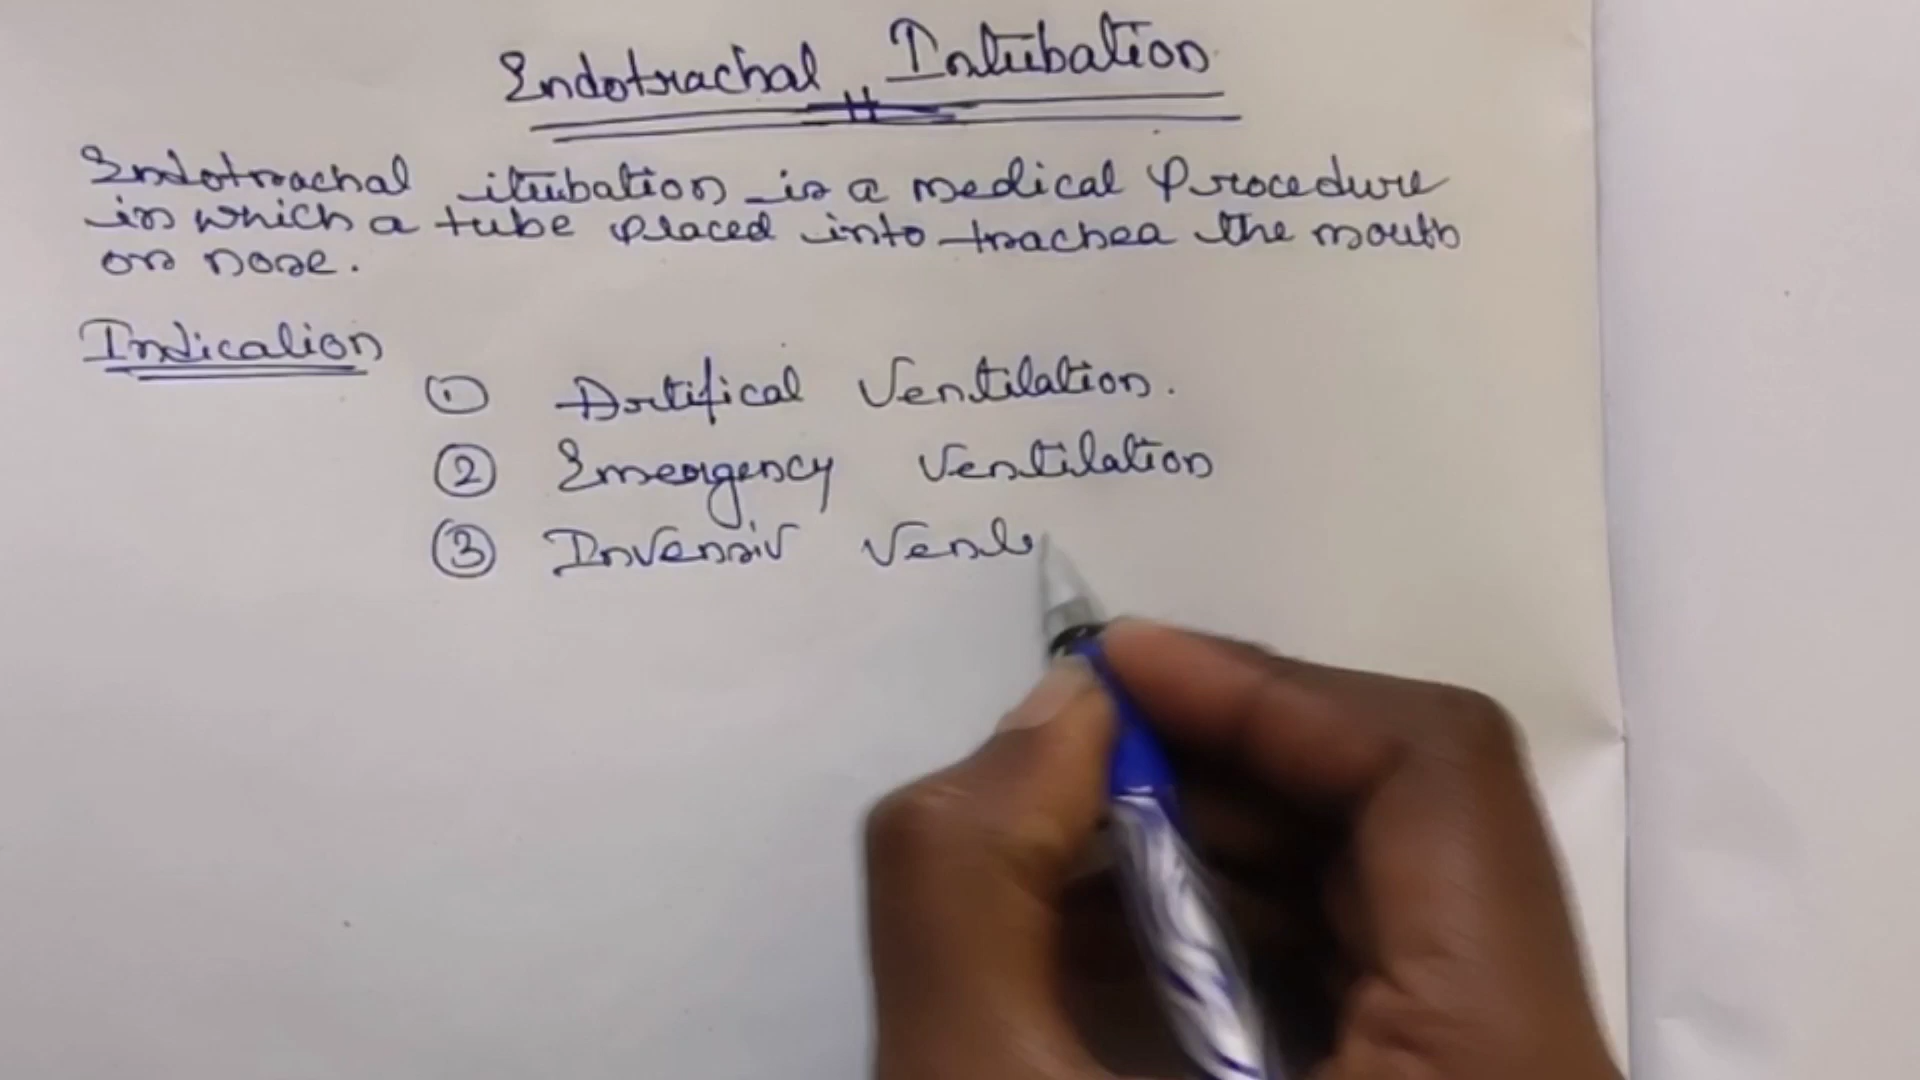 Endotrachal Intubation
Endotrachal itubation is a medical Procedure
in which a tube placed into trachea the mouth
or nose.
Indication
① Artifical Ventilation.
② Emergency Ventilation
③ Invensiv